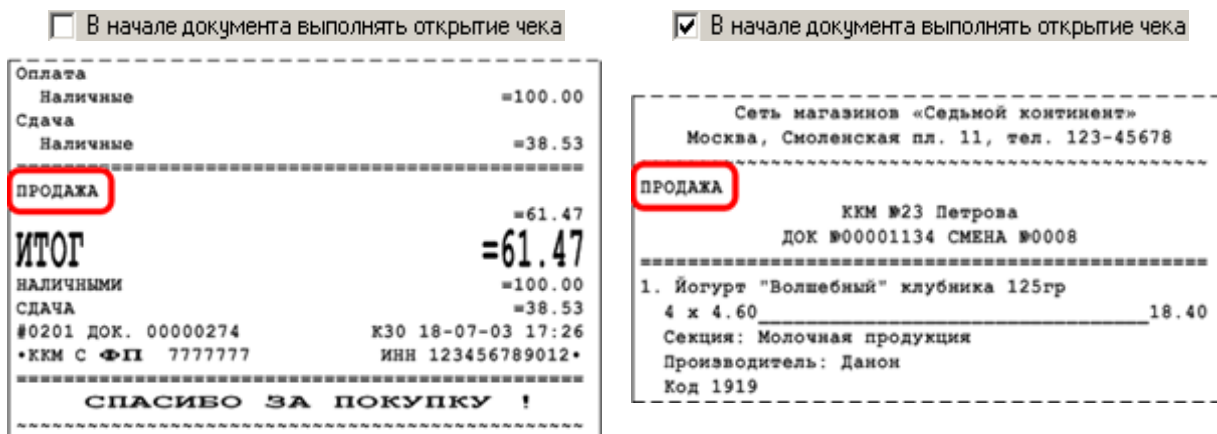 В начале документа выполнять открытие чека
Оплата
Наличные =100.00
Сдача
Наличные =38.53
ПРОДАЖА
=61.47
ИТОГ =61.47
НАЛИЧНЫМИ =100.00
СДАЧА =38.53
#0201 ДОК. 00000274 К30 18-07-03 17:26
•ККМ С ФП 7777777 ИНН 123456789012•
СПАСИБО ЗА ПОКУПКУ !
В начале документа выполнять открытие чека
Сеть магазинов «Седьмой континент»
Москва, Смоленская пл. 11, тел. 123-45678
ПРОДАЖА
ККМ №23 Петрова
ДОК №00001134 СМЕНА №0008
1. Йогурт "Волшебный" клубника 125гр
4 x 4.60 18.40
Секция: Молочная продукция
Производитель: Данон
Код 1919